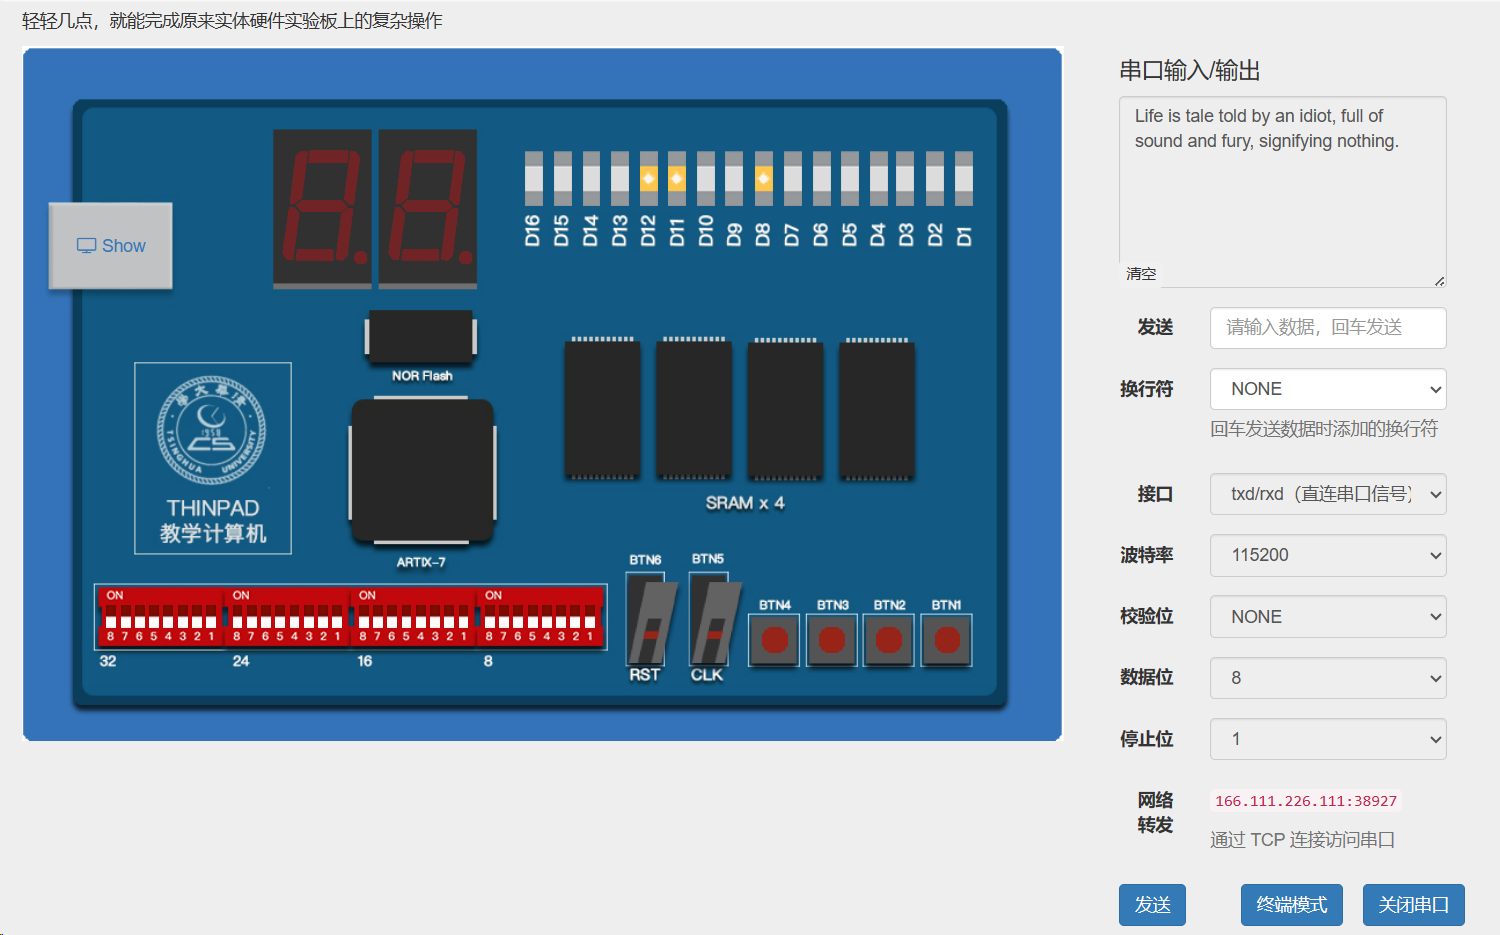 轻轻几点，就能完成原来实体硬件实验板上的复杂操作
Show
D16 D15 D14 D13 D12 D11 D10 D9 D8 D7 D6 D5 D4 D3 D2 D1
NOR Flash
TSINGHUA UNIVERSITY
THINPAD
教学计算机
ARTIX-7
SRAM x 4
ON ON ON ON
8 7 6 5 4 3 2 1 8 7 6 5 4 3 2 1 8 7 6 5 4 3 2 1 8 7 6 5 4 3 2 1
32 24 16 8
BTN6 BTN5
RST CLK
BTN4 BTN3 BTN2 BTN1
串口输入/输出
Life is tale told by an idiot, full of
sound and fury, signifying nothing.
清空
发送 请输入数据，回车发送
换行符 NONE
回车发送数据时添加的换行符
接口 txd/rxd（直连串口信号）
波特率 115200
校验位 NONE
数据位 8
停止位 1
网络
转发
166.111.226.111:38927
通过 TCP 连接访问串口
发送 终端模式 关闭串口